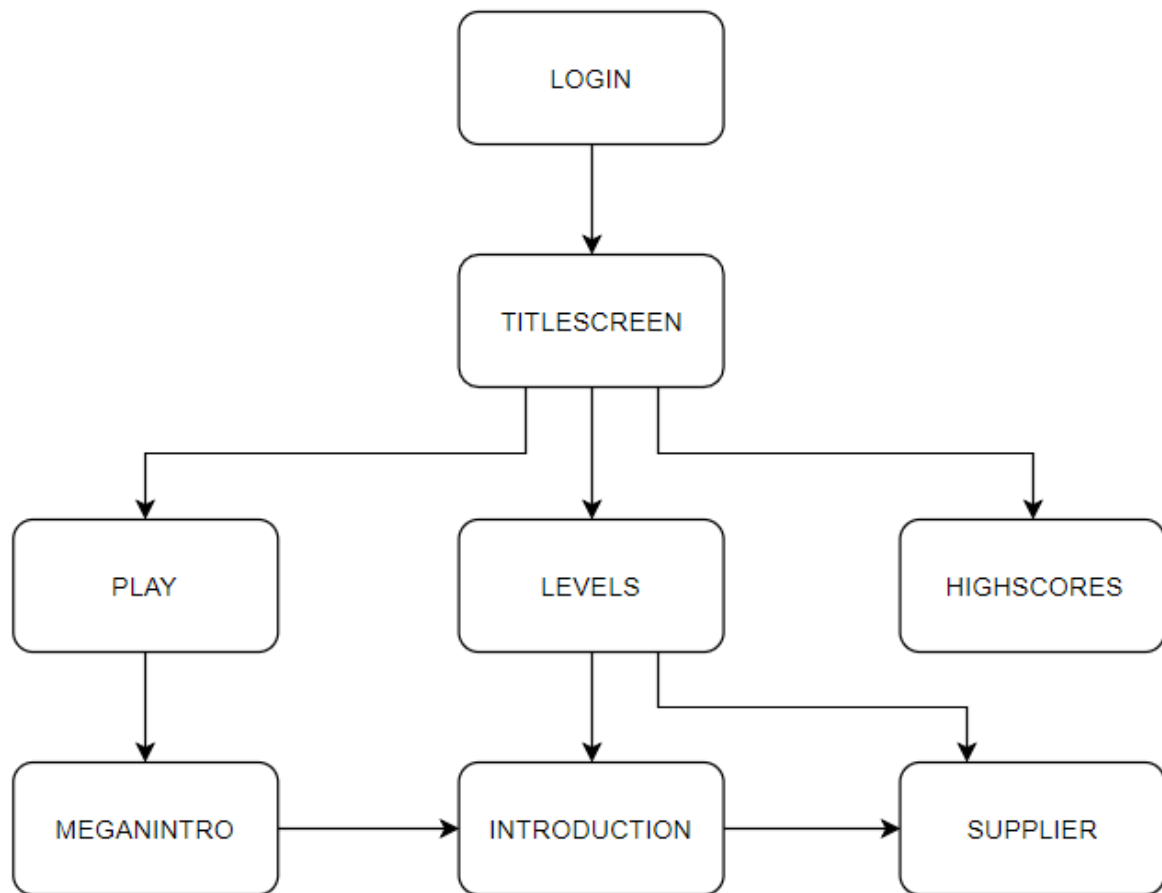 LOGIN
TITLESCREEN
PLAY
LEVELS
HIGHSCORES
MEGANINTRO
INTRODUCTION
SUPPLIER